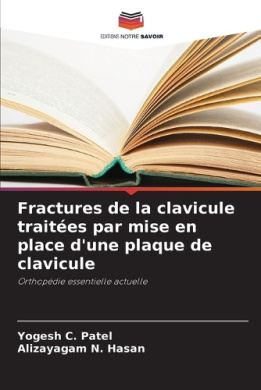 EDITIONS NOTRE SAVOIR
Fractures de la clavicule
traitées par mise en
place d'une plaque de
clavicule
Orthopédie essentielle actuelle
Yogesh C. Patel
Alizayagam N. Hasan